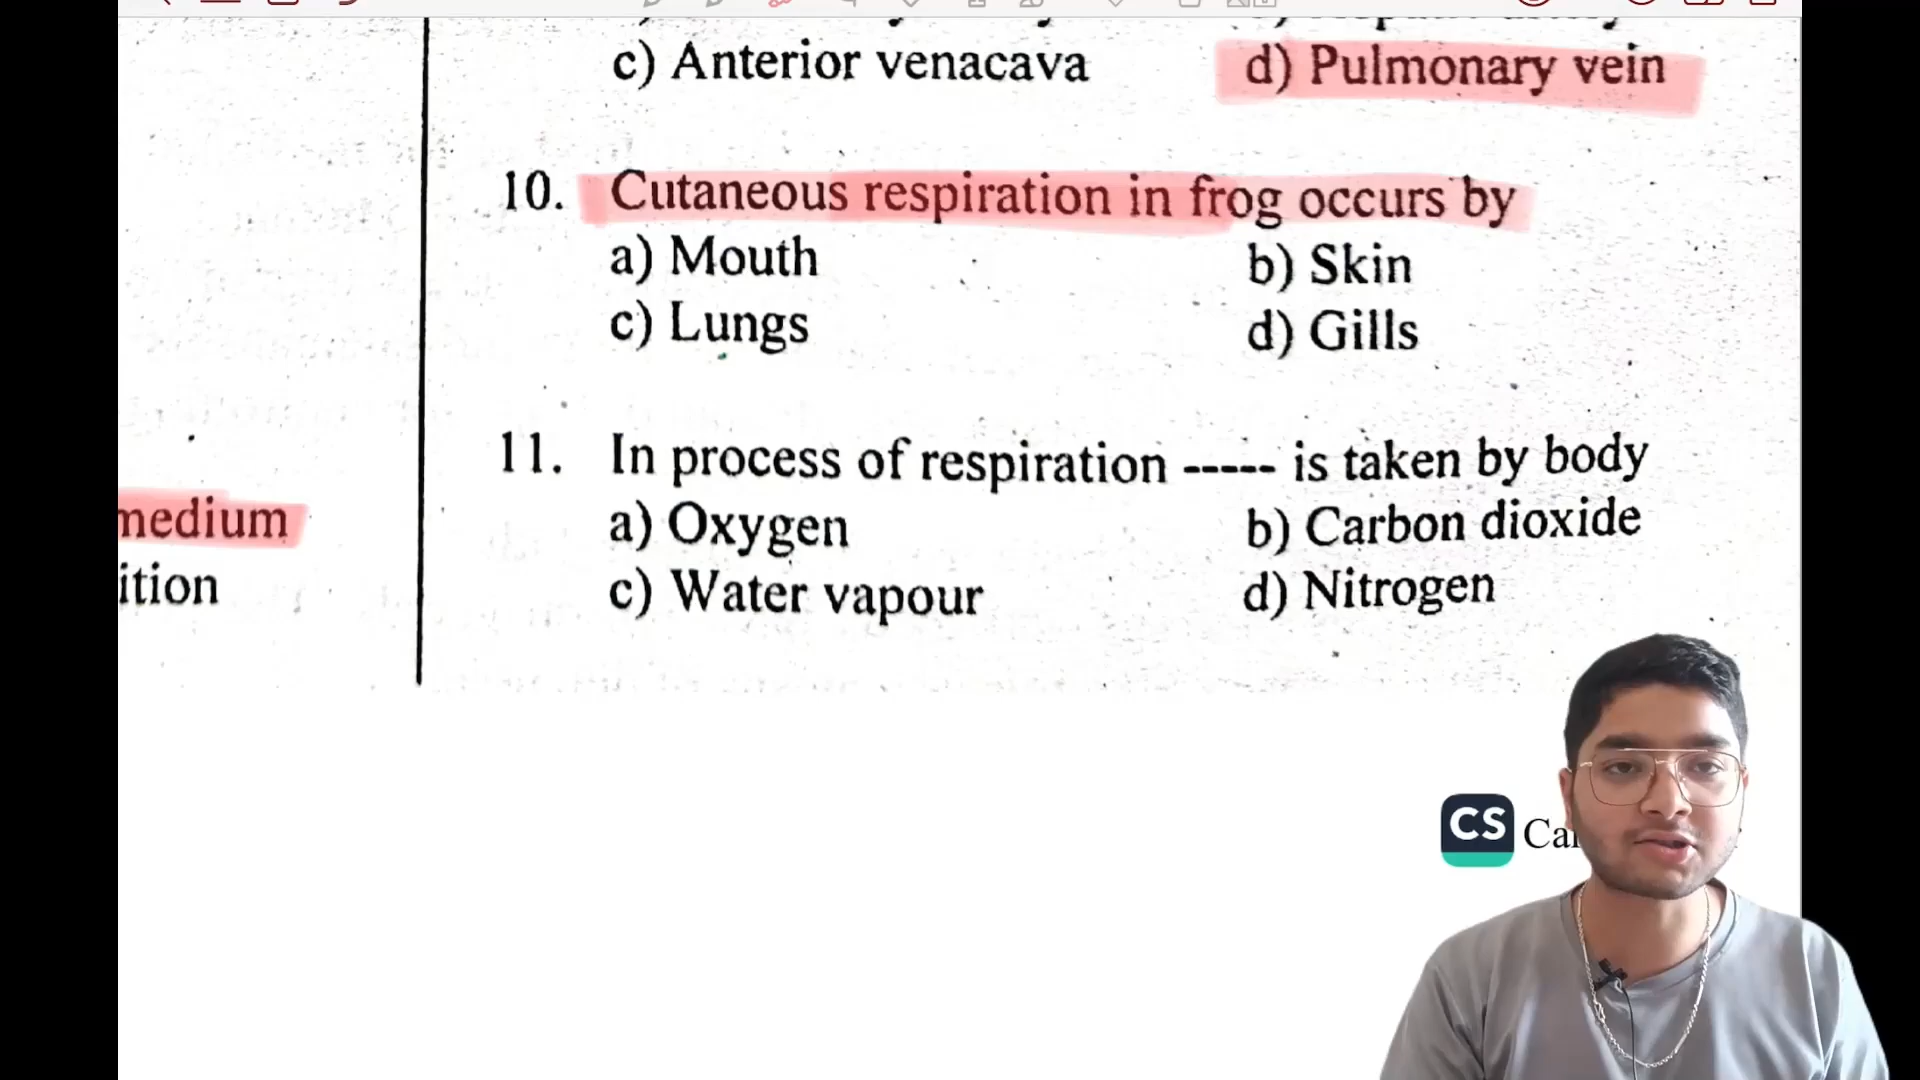 c) Anterior venacava d) Pulmonary vein
10. Cutaneous respiration in frog occurs by
a) Mouth b) Skin
c) Lungs d) Gills
11. In process of respiration ----- is taken by body
a) Oxygen b) Carbon dioxide
c) Water vapour d) Nitrogen
medium
ition
CS